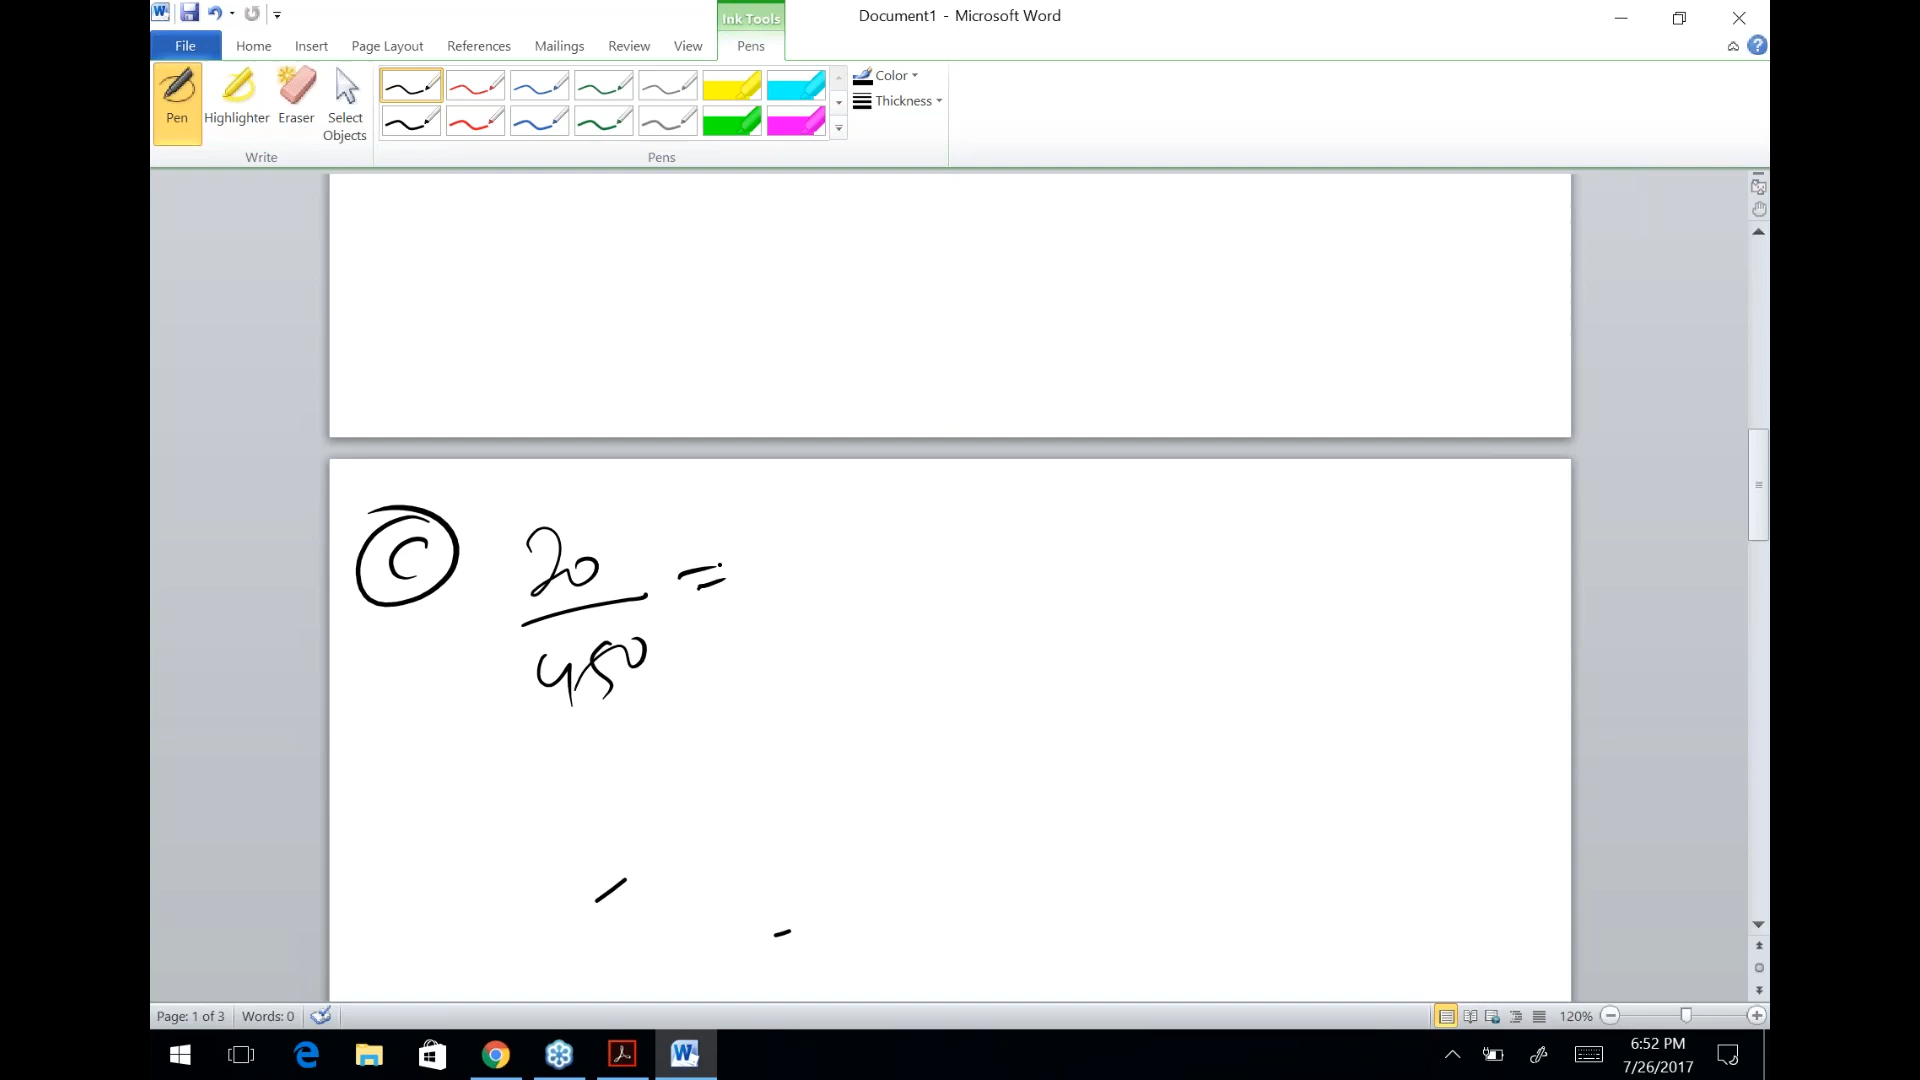 Document1 - Microsoft Word
Ink Tools
File Home Insert Page Layout References Mailings Review View Pens
Pen Highlighter Eraser Select Objects
Color
Thickness
Write Pens
C 20 =
450
Page: 1 of 3 Words: 0 120%
6:52 PM
7/26/2017